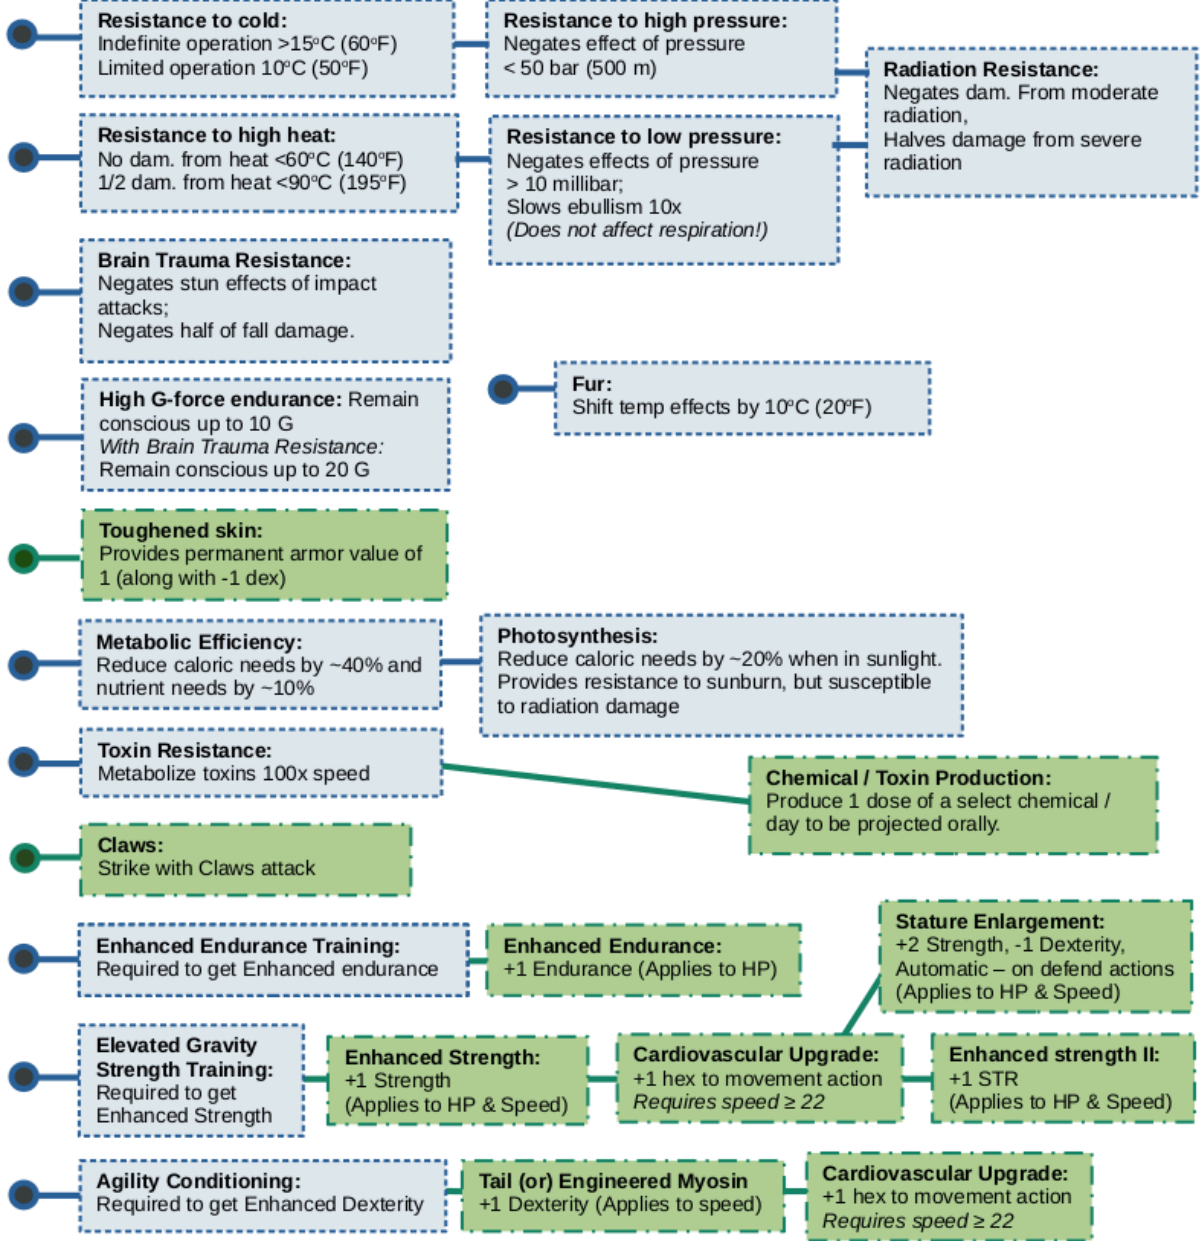 Resistance to cold:
Indefinite operation >15ºC (60ºF)
Limited operation 10ºC (50ºF)
Resistance to high pressure:
Negates effect of pressure
< 50 bar (500 m)
Radiation Resistance:
Negates dam. From moderate
radiation,
Halves damage from severe
radiation
Resistance to high heat:
No dam. from heat <60ºC (140ºF)
1/2 dam. from heat <90ºC (195ºF)
Resistance to low pressure:
Negates effects of pressure
> 10 millibar;
Slows ebullism 10x
(Does not affect respiration!)
Brain Trauma Resistance:
Negates stun effects of impact
attacks;
Negates half of fall damage.
Fur:
Shift temp effects by 10ºC (20ºF)
High G-force endurance: Remain
conscious up to 10 G
With Brain Trauma Resistance:
Remain conscious up to 20 G
Toughened skin:
Provides permanent armor value of
1 (along with -1 dex)
Metabolic Efficiency:
Reduce caloric needs by ~40% and
nutrient needs by ~10%
Photosynthesis:
Reduce caloric needs by ~20% when in sunlight.
Provides resistance to sunburn, but susceptible
to radiation damage
Toxin Resistance:
Metabolize toxins 100x speed
Chemical / Toxin Production:
Produce 1 dose of a select chemical /
day to be projected orally.
Claws:
Strike with Claws attack
Enhanced Endurance Training:
Required to get Enhanced endurance
Enhanced Endurance:
+1 Endurance (Applies to HP)
Stature Enlargement:
+2 Strength, -1 Dexterity,
Automatic – on defend actions
(Applies to HP & Speed)
Elevated Gravity
Strength Training:
Required to get
Enhanced Strength
Enhanced Strength:
+1 Strength
(Applies to HP & Speed)
Cardiovascular Upgrade:
+1 hex to movement action
Requires speed ≥ 22
Enhanced strength II:
+1 STR
(Applies to HP & Speed)
Agility Conditioning:
Required to get Enhanced Dexterity
Tail (or) Engineered Myosin
+1 Dexterity (Applies to speed)
Cardiovascular Upgrade:
+1 hex to movement action
Requires speed ≥ 22